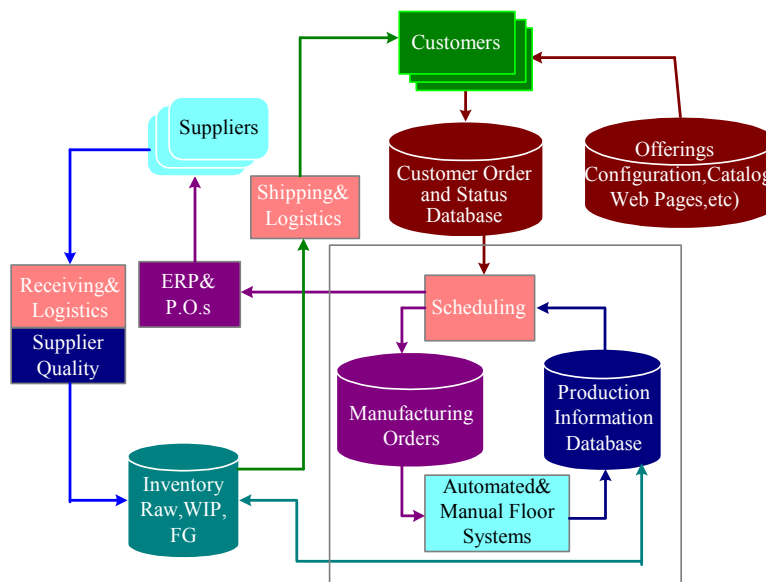 Customers
Suppliers
Offerings
Configuration,Catalog
Web Pages,etc)
Customer Order
and Status
Database
Shipping&
Logistics
Receiving&
Logistics
Supplier
Quality
ERP&
P.O.s
Scheduling
Manufacturing
Orders
Production
Information
Database
Inventory
Raw,WIP,
FG
Automated&
Manual Floor
Systems